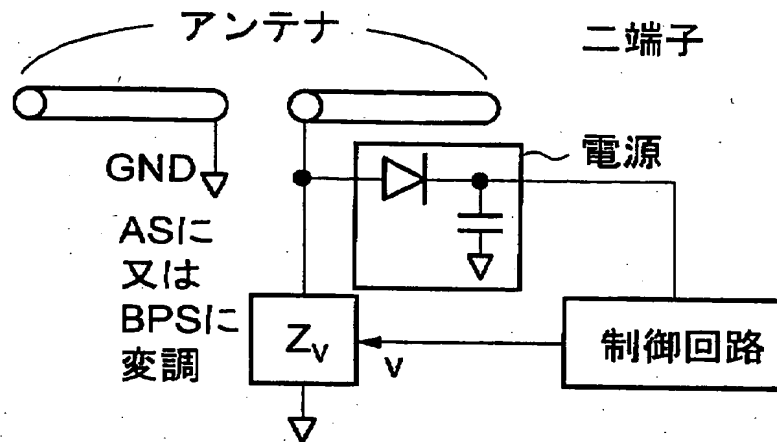 アンテナ
二端子
GND
電源
ASに
又は
BPSに
変調
Zv
v
制御回路